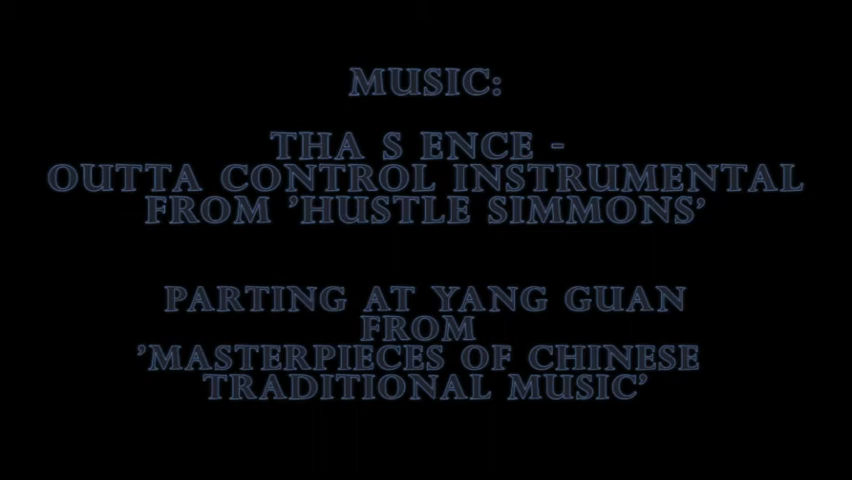 MUSIC:
THA S ENCE -
OUTTA CONTROL INSTRUMENTAL
FROM 'HUSTLE SIMMONS'
PARTING AT YANG GUAN
FROM
'MASTERPIECES OF CHINESE
TRADITIONAL MUSIC'